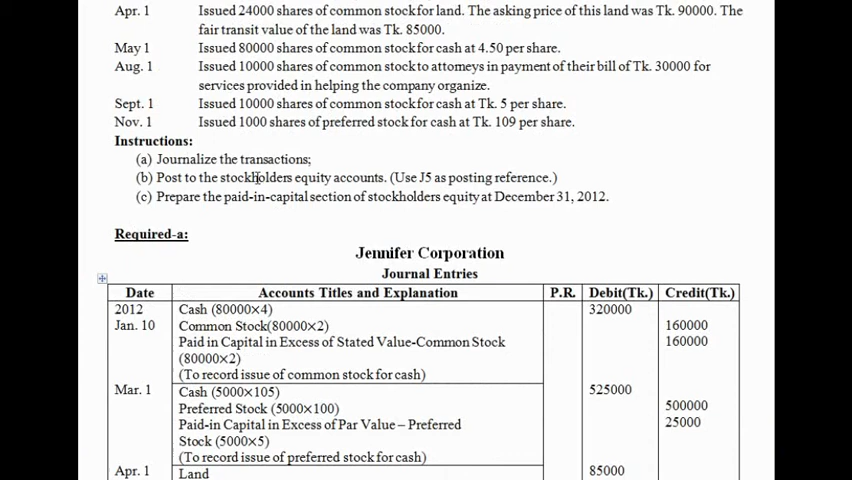 Apr. 1 Issued 24000 shares of common stock for land. The asking price of this land was Tk. 90000. The
fair transit value of the land was Tk. 85000.
May 1 Issued 80000 shares of common stock for cash at 4.50 per share.
Aug. 1 Issued 10000 shares of common stock to attorneys in payment of their bill of Tk. 30000 for
services provided in helping the company organize.
Sept. 1 Issued 10000 shares of common stock for cash at Tk. 5 per share.
Nov. 1 Issued 1000 shares of preferred stock for cash at Tk. 109 per share.
Instructions:
(a) Journalize the transactions;
(b) Post to the stockholders equity accounts. (Use J5 as posting reference.)
(c) Prepare the paid-in-capital section of stockholders equity at December 31, 2012.
Required-a:
Jennifer Corporation
Journal Entries
Date Accounts Titles and Explanation P.R. Debit(Tk.) Credit(Tk.)
2012 Cash (80000×4) 320000
Jan. 10 Common Stock(80000×2) 160000
Paid in Capital in Excess of Stated Value-Common Stock 160000
(80000×2)
(To record issue of common stock for cash)
Mar. 1 Cash (5000×105) 525000
Preferred Stock (5000×100) 500000
Paid-in Capital in Excess of Par Value – Preferred 25000
Stock (5000×5)
(To record issue of preferred stock for cash)
Apr. 1 Land 85000